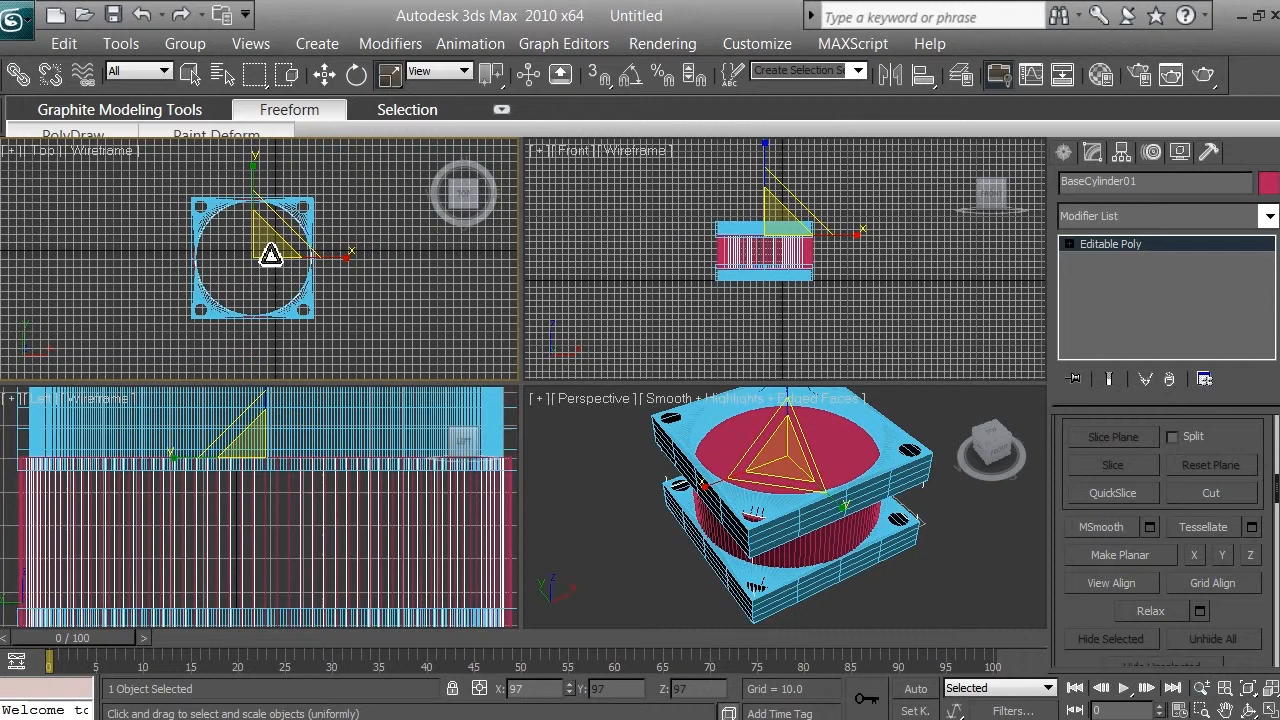 Autodesk 3ds Max 2010 x64 Untitled
Type a keyword or phrase
Edit Tools Group Views Create Modifiers Animation Graph Editors Rendering Customize MAXScript Help
All View Create Selection Se
Graphite Modeling Tools Freeform Selection
PolyDraw Paint Deform
[ + ][ Top ][ Wireframe ]
y
x
TOP
[ + ][ Front ][ Wireframe ]
x
FRONT
BaseCylinder01
Modifier List
Editable Poly
[ + ][ Left ][ Wireframe ]
y
LEFT
[ + ][ Perspective ][ Smooth + Highlights + Edged Faces ]
y
z
Slice Plane Split
Slice Reset Plane
QuickSlice Cut
MSmooth Tessellate
Make Planar X Y Z
View Align Grid Align
Relax
Hide Selected Unhide All
Hide Unselected
< 0 / 100 >
0 5 10 15 20 25 30 35 40 45 50 55 60 65 70 75 80 85 90 95 100
1 Object Selected X: 97 Y: 97 Z: 97 Grid = 10.0 Auto Selected
Welcome to Click and drag to select and scale objects (uniformly) Add Time Tag Set K. Filters... 0